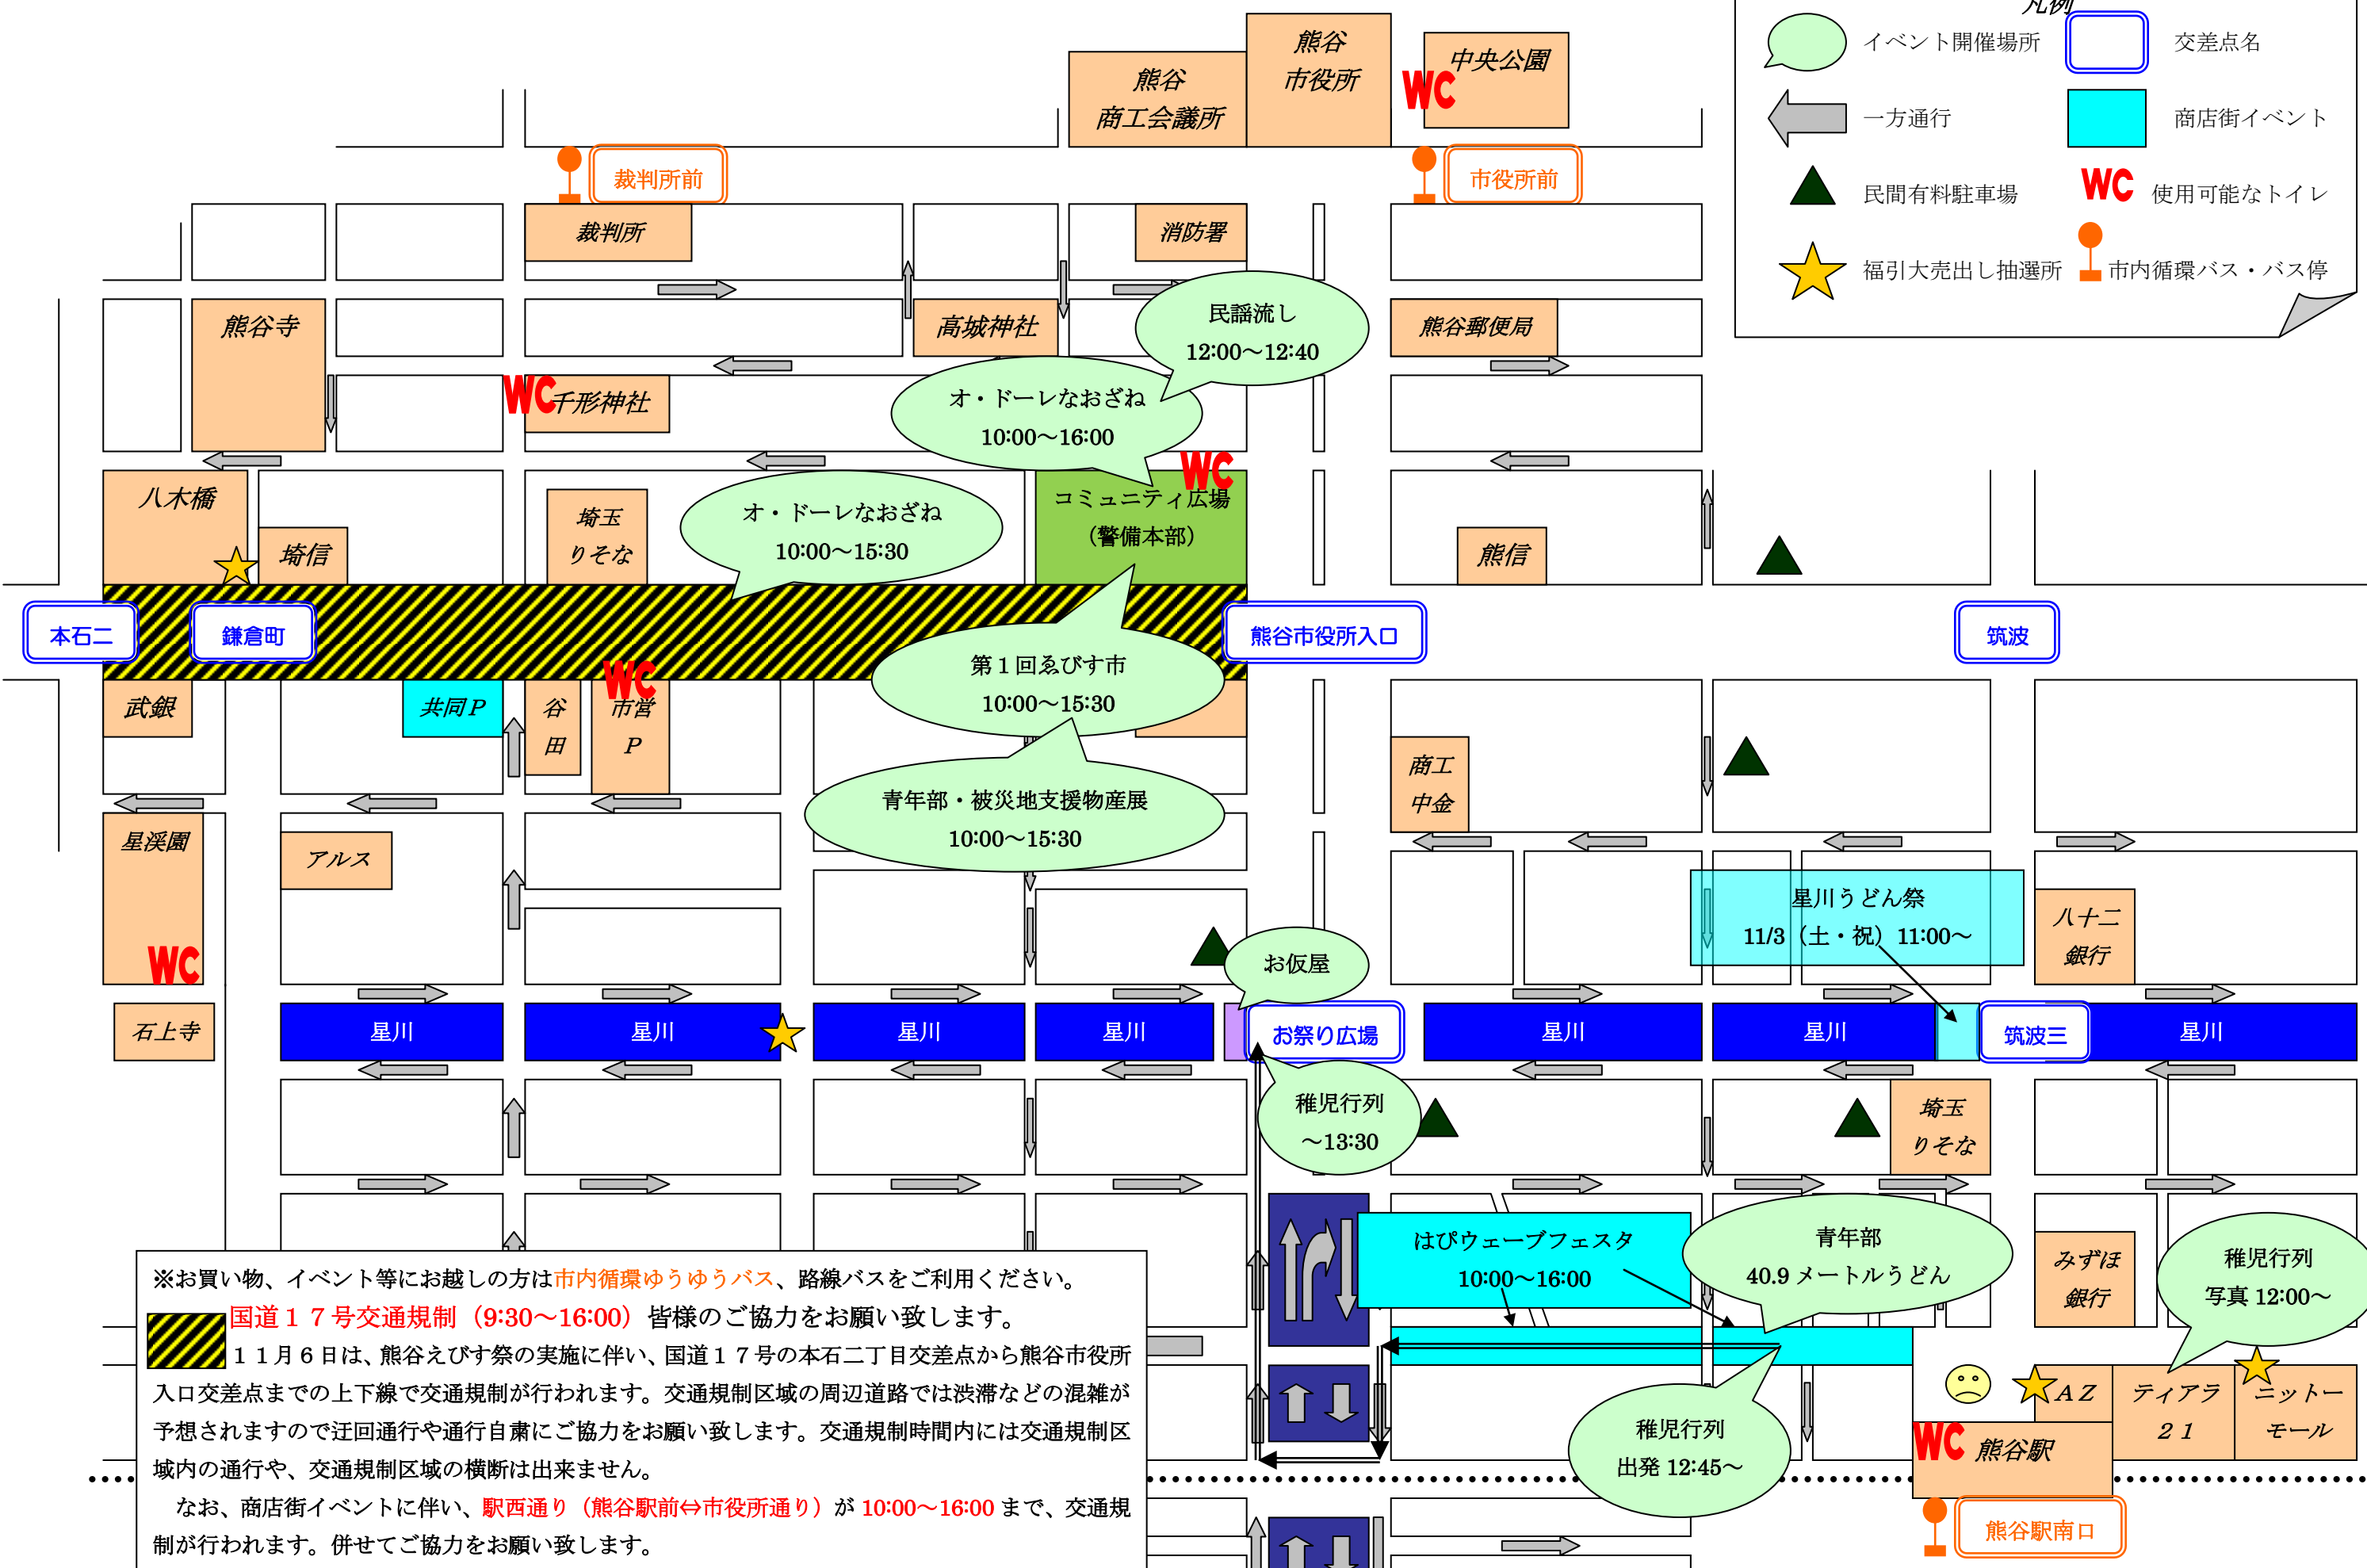 凡例
イベント開催場所
交差点名
一方通行
商店街イベント
民間有料駐車場
WC
使用可能なトイレ
福引大売出し抽選所
市内循環バス・バス停
熊谷
商工会議所
熊谷
市役所
WC
中央公園
裁判所前
市役所前
裁判所
消防署
熊谷寺
高城神社
民謡流し
12:00～12:40
熊谷郵便局
WC
千形神社
オ・ドーレなおざね
10:00～16:00
八木橋
埼信
埼玉
りそな
オ・ドーレなおざね
10:00～15:30
WC
コミュニティ広場
（警備本部）
熊信
本石二
鎌倉町
熊谷市役所入口
筑波
第１回ゑびす市
10:00～15:30
武銀
共同Ｐ
谷
田
WC
市営
Ｐ
商工
中金
青年部・被災地支援物産展
10:00～15:30
星渓園
WC
アルス
星川うどん祭
11/3（土・祝）11:00～
八十二
銀行
お仮屋
石上寺
星川
星川
星川
星川
お祭り広場
星川
星川
筑波三
星川
稚児行列
～13:30
埼玉
りそな
はぴウェーブフェスタ
10:00～16:00
青年部
40.9メートルうどん
みずほ
銀行
稚児行列
写真 12:00～
稚児行列
出発 12:45～
ＡＺ
ティアラ
２１
ニットー
モール
WC
熊谷駅
熊谷駅南口
※お買い物、イベント等にお越しの方は市内循環ゆうゆうバス、路線バスをご利用ください。
国道１７号交通規制（9:30～16:00）皆様のご協力をお願い致します。
１１月６日は、熊谷えびす祭の実施に伴い、国道１７号の本石二丁目交差点から熊谷市役所
入口交差点までの上下線で交通規制が行われます。交通規制区域の周辺道路では渋滞などの混雑が
予想されますので迂回通行や通行自粛にご協力をお願い致します。交通規制時間内には交通規制区
域内の通行や、交通規制区域の横断は出来ません。
なお、商店街イベントに伴い、駅西通り（熊谷駅前⇔市役所通り）が 10:00～16:00 まで、交通規
制が行われます。併せてご協力をお願い致します。